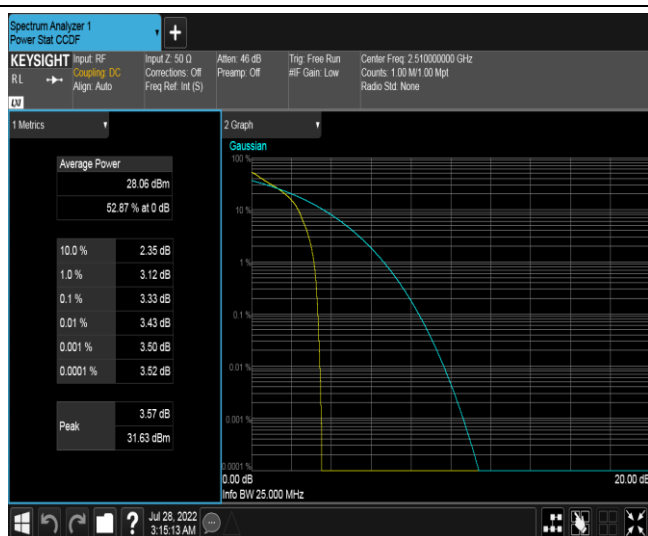 Spectrum Analyzer 1
Power Stat CCDF
+
KEYSIGHT
RL
LXI
Input: RF
Coupling: DC
Align: Auto
Input Z: 50 Ω
Corrections: Off
Freq Ref: Int (S)
Atten: 46 dB
Preamp: Off
Trig: Free Run
#IF Gain: Low
Center Freq: 2.510000000 GHz
Counts: 1.00 M/1.00 Mpt
Radio Std: None
1 Metrics
Average Power
28.06 dBm
52.87 % at 0 dB
10.0 % 2.35 dB
1.0 % 3.12 dB
0.1 % 3.33 dB
0.01 % 3.43 dB
0.001 % 3.50 dB
0.0001 % 3.52 dB
Peak
3.57 dB
31.63 dBm
2 Graph
Gaussian
100 %
10 %
1 %
0.1 %
0.01 %
0.001 %
0.0001 %
0.00 dB
20.00 dB
Info BW 25.000 MHz
?
Jul 28, 2022
3:15:13 AM